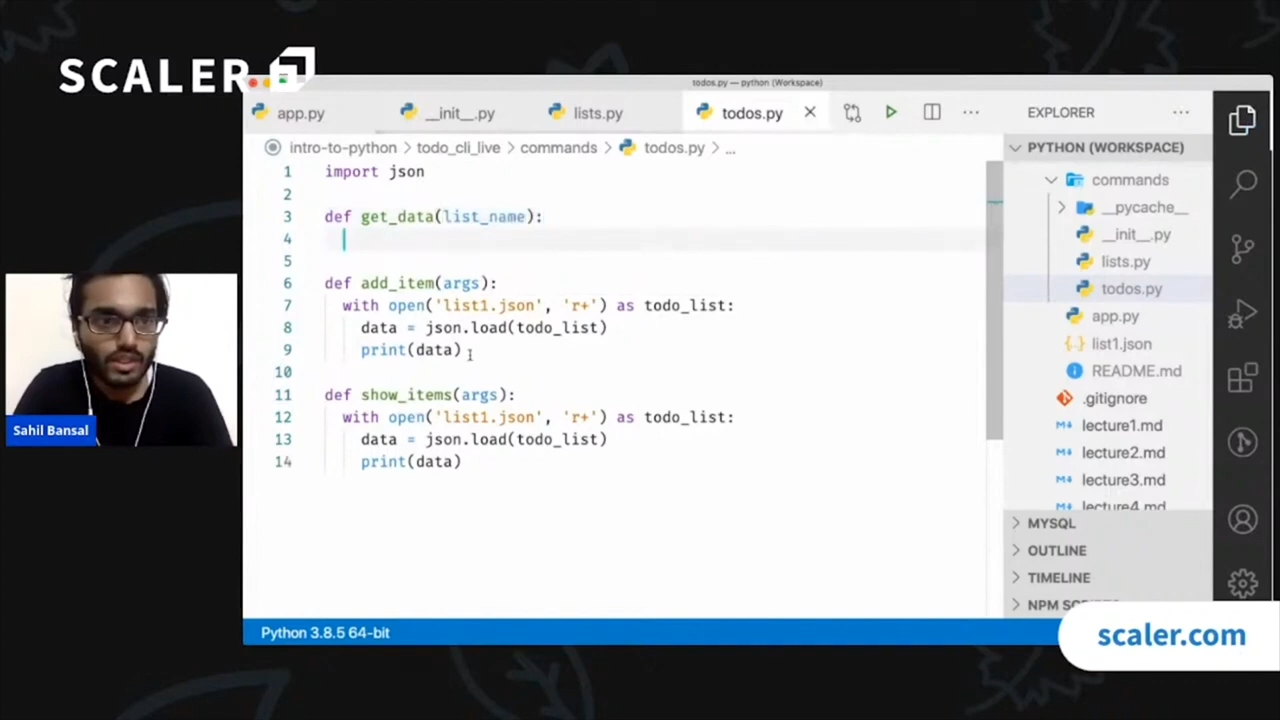 SCALER
todos.py — python (Workspace)
app.py
__init__.py
lists.py
todos.py
EXPLORER
intro-to-python > todo_cli_live > commands > todos.py > ...
PYTHON (WORKSPACE)
1 import json
2
3 def get_data(list_name):
4
5
6 def add_item(args):
7 with open('list1.json', 'r+') as todo_list:
8 data = json.load(todo_list)
9 print(data)
10
11 def show_items(args):
12 with open('list1.json', 'r+') as todo_list:
13 data = json.load(todo_list)
14 print(data)
commands
__pycache__
__init__.py
lists.py
todos.py
app.py
list1.json
README.md
.gitignore
lecture1.md
lecture2.md
lecture3.md
lecture4.md
MYSQL
OUTLINE
TIMELINE
NPM
Sahil Bansal
Python 3.8.5 64-bit
scaler.com